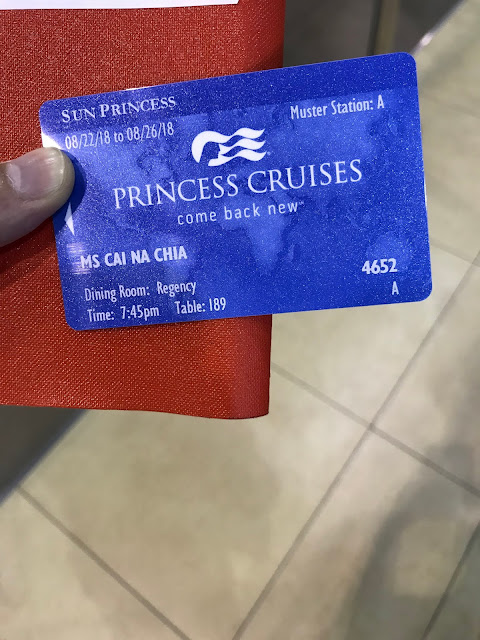 SUN PRINCESS
Muster Station: A
08/22/18 to 08/26/18
PRINCESS CRUISES
come back new℠
MS CAI NA CHIA
4652
Dining Room: Regency
A
Time: 7:45pm Table: 189